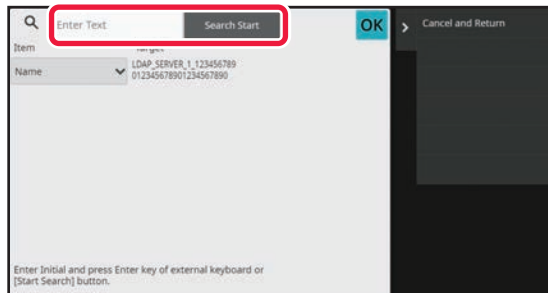 Enter Text
Search Start
OK
Cancel and Return
Item
Target
Name
LDAP_SERVER_1_123456789
012345678901234567890
Enter Initial and press Enter key of external keyboard or
[Start Search] button.